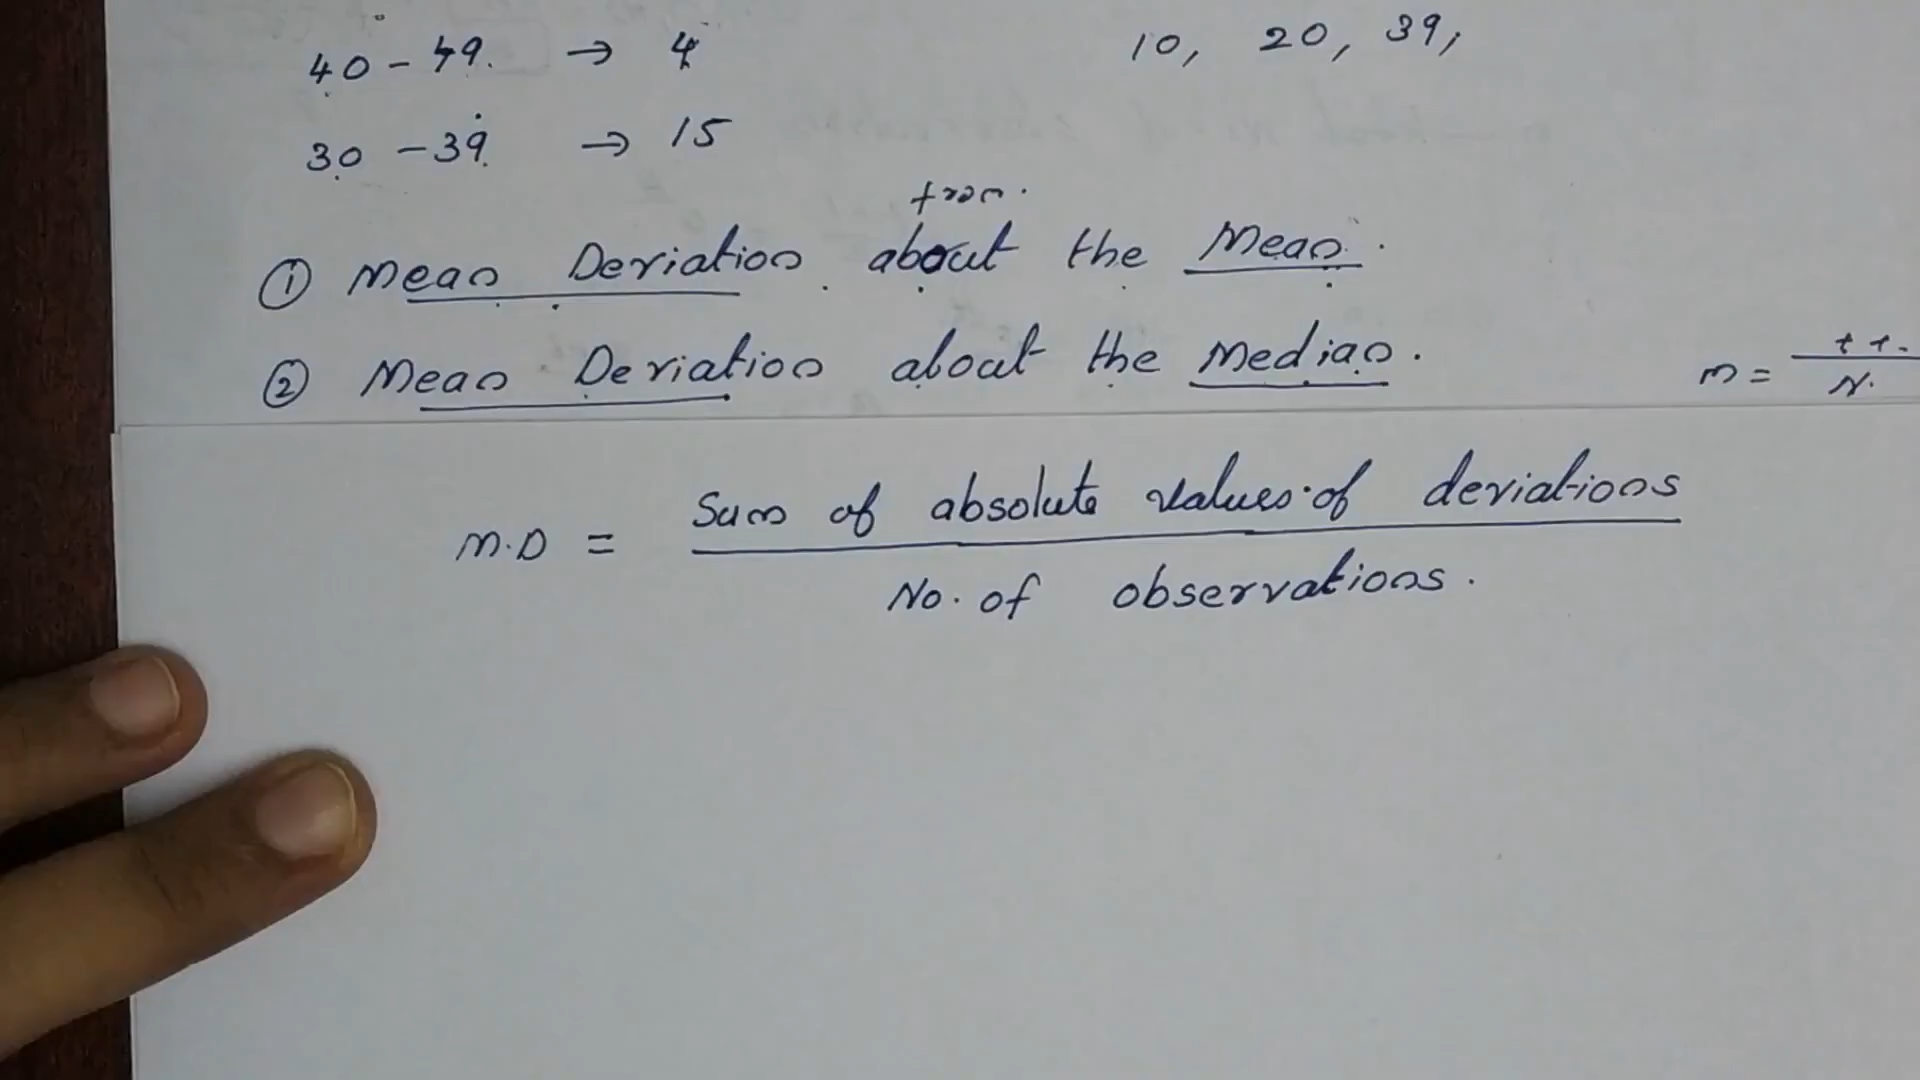 40 - 49. → 4
10, 20, 39,
30 - 39 → 15
from.
① Mean Deviation about the Mean.
② Mean Deviation about the Median.
m = + +. / N.
M.D = Sum of absolute values of deviations
No. of observations.